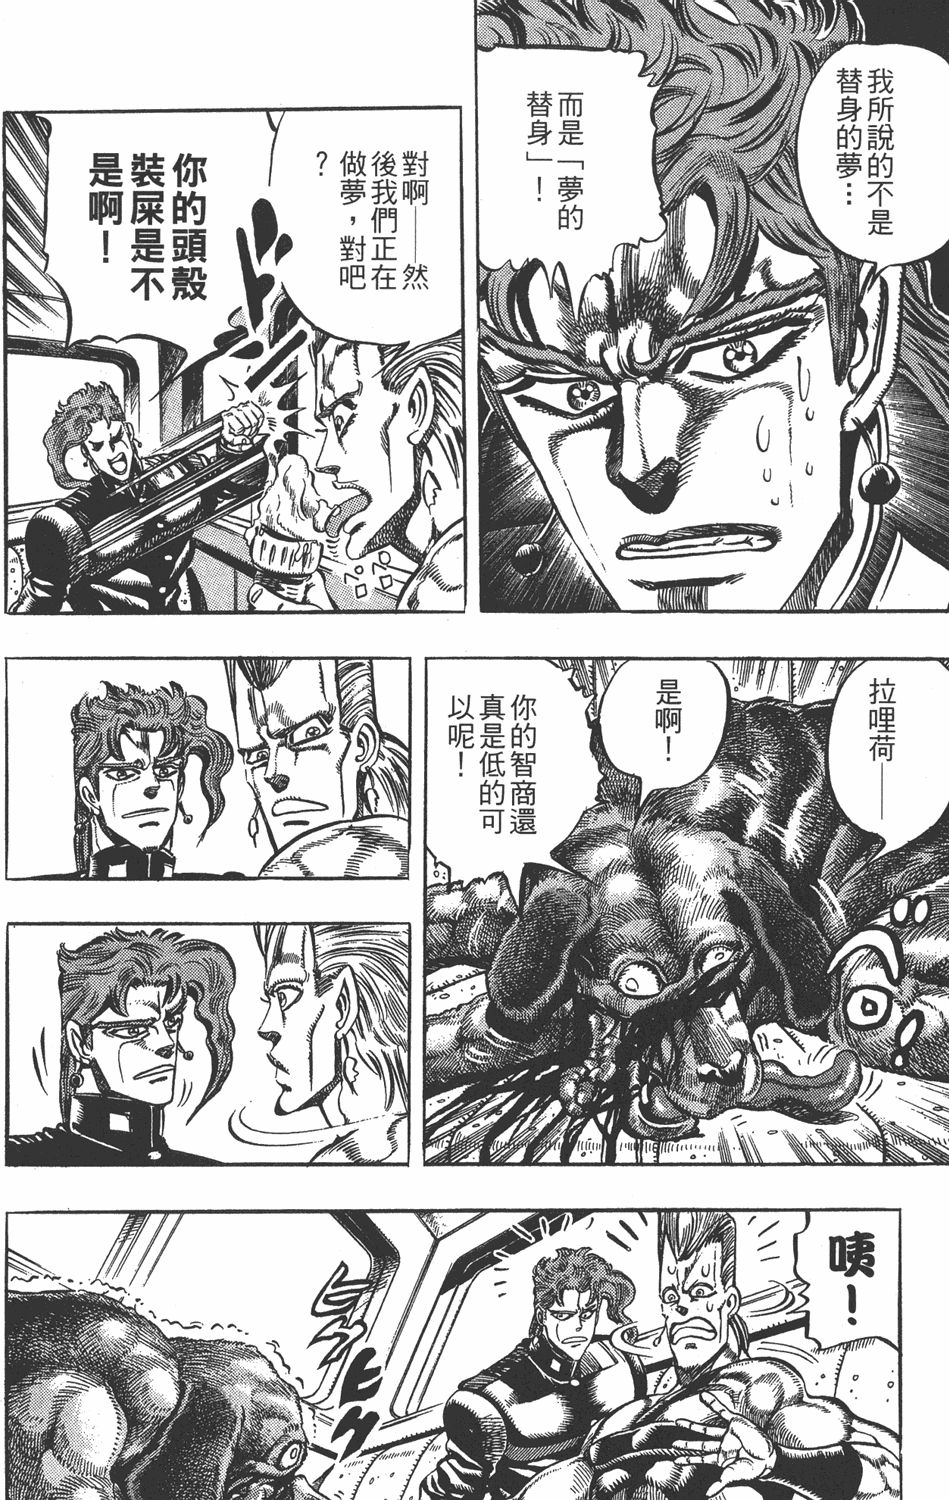 我所說的不是
替身的夢…
而是「夢的
替身」！
對啊──然
後我們正在
做夢，對吧
？
你的頭殼
裝屎是不
是啊！
拉哩荷──
是啊！
你的智商還
真是低的可
以呢！
咦！